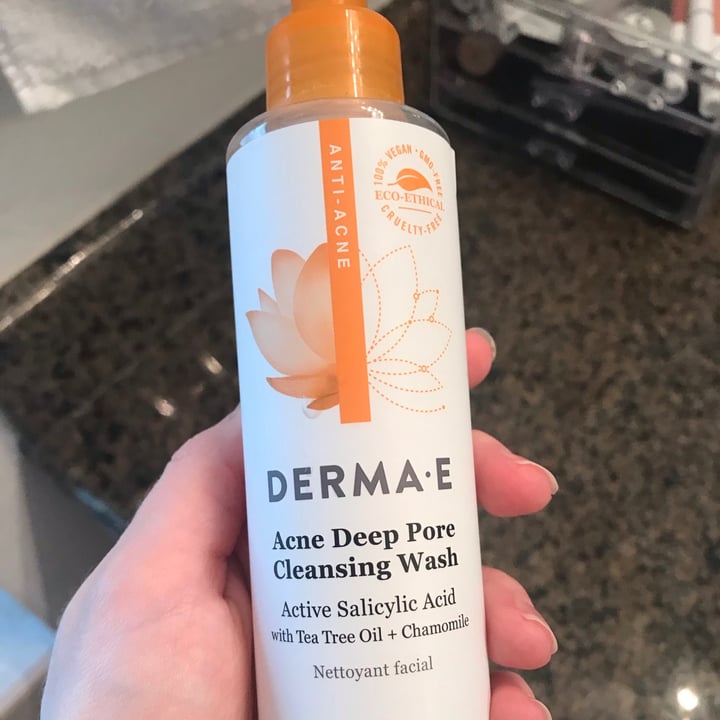 ANTI-ACNE
100% VEGAN • GMO-FREE
ECO-ETHICAL
CRUELTY-FREE
DERMA·E
Acne Deep Pore
Cleansing Wash
Active Salicylic Acid
with Tea Tree Oil + Chamomile
Nettoyant facial